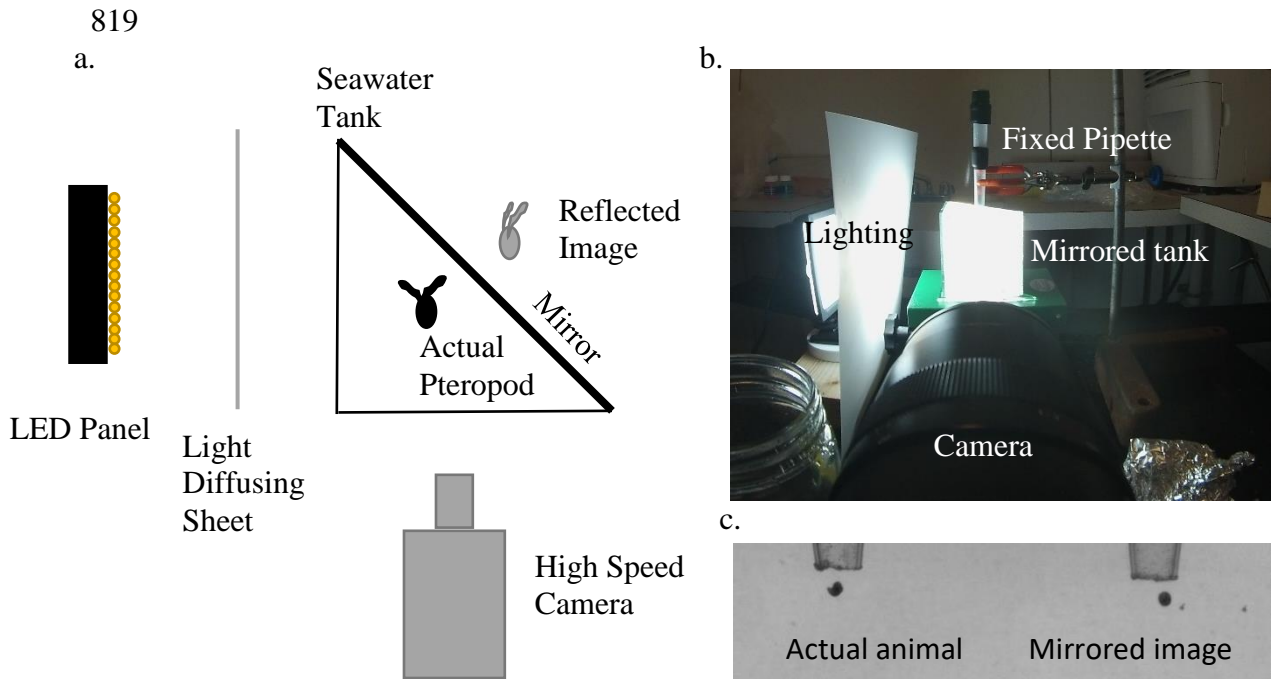 819
a.
Seawater
Tank
Reflected
Image
Mirror
Actual
Pteropod
LED Panel
Light
Diffusing
Sheet
High Speed
Camera
b.
Fixed Pipette
Lighting
Mirrored tank
Camera
c.
Actual animal
Mirrored image